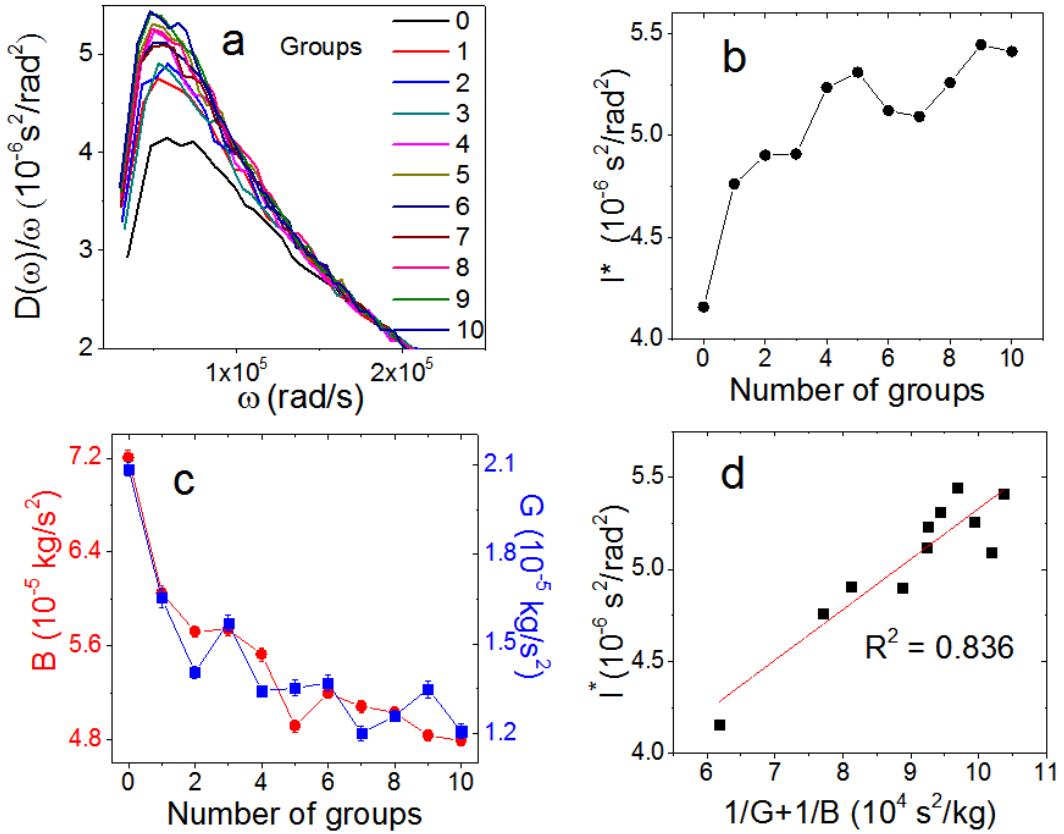 a
Groups
0
1
2
3
4
5
6
7
8
9
10
5
4
3
2
D(ω)/ω (10⁻⁶ s²/rad²)
1x10⁵
2x10⁵
ω (rad/s)
b
5.5
5.0
4.5
4.0
I* (10⁻⁶ s²/rad²)
0
2
4
6
8
10
Number of groups
c
7.2
6.4
5.6
4.8
B (10⁻⁵ kg/s²)
2.1
1.8
1.5
1.2
G (10⁻⁵ kg/s²)
0
2
4
6
8
10
Number of groups
d
5.5
5.0
4.5
4.0
I* (10⁻⁶ s²/rad²)
R² = 0.836
6
7
8
9
10
11
1/G+1/B (10⁴ s²/kg)